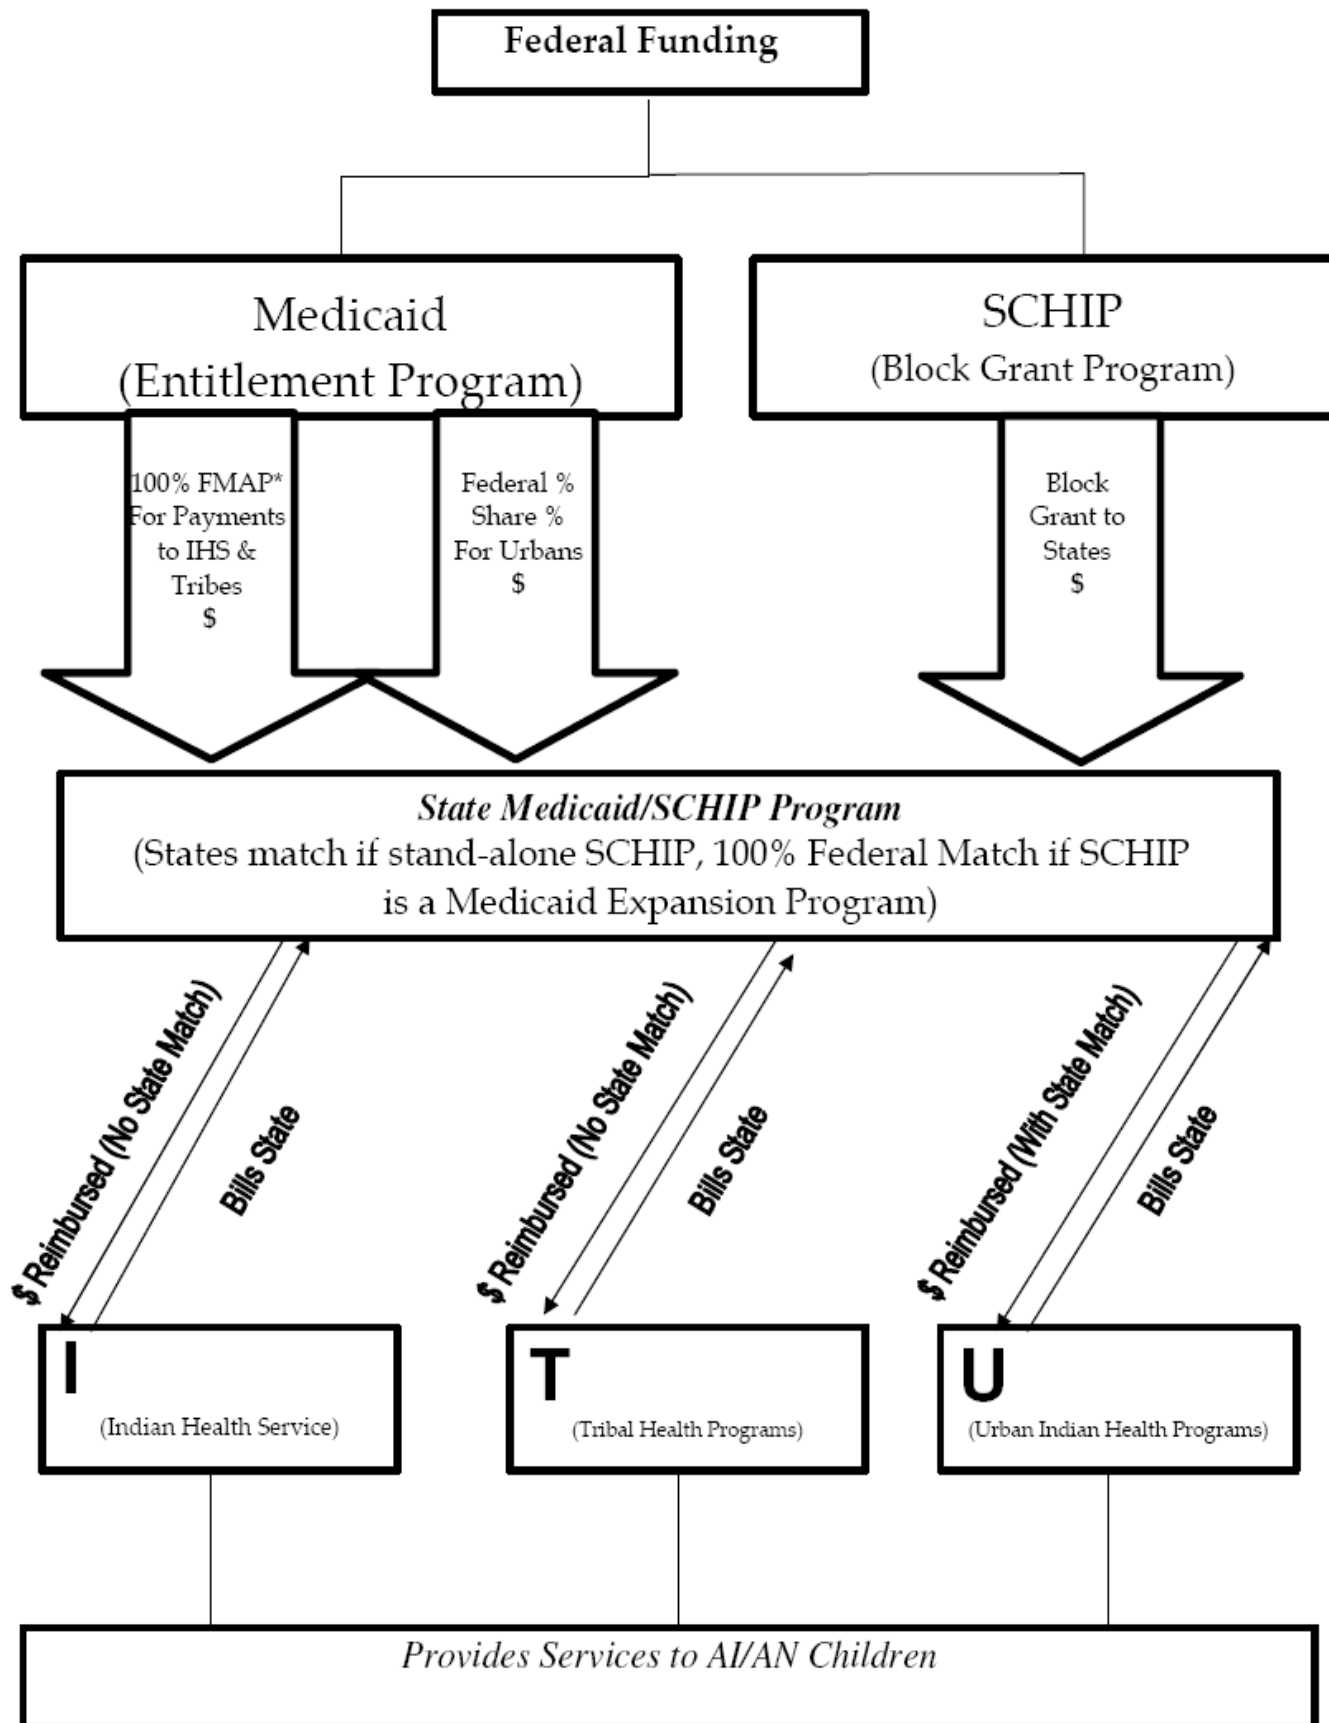 Federal Funding
Medicaid
(Entitlement Program)
SCHIP
(Block Grant Program)
100% FMAP*
For Payments
to IHS &
Tribes
$
Federal %
Share %
For Urbans
$
Block
Grant to
States
$
State Medicaid/SCHIP Program
(States match if stand-alone SCHIP, 100% Federal Match if SCHIP
is a Medicaid Expansion Program)
$ Reimbursed (No State Match)
Bills State
$ Reimbursed (No State Match)
Bills State
$ Reimbursed (With State Match)
Bills State
I
(Indian Health Service)
T
(Tribal Health Programs)
U
(Urban Indian Health Programs)
Provides Services to AI/AN Children